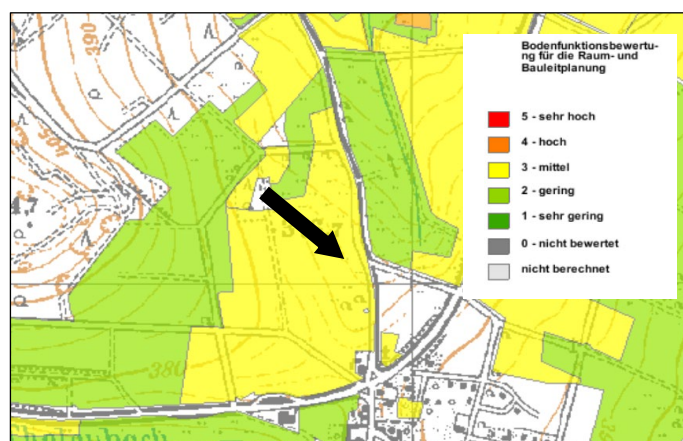 390
Bodenfunktionsbewertu-
ng für die Raum- und
Bauleitplanung
5 - sehr hoch
4 - hoch
3 - mittel
2 - gering
1 - sehr gering
0 - nicht bewertet
nicht berechnet
47
380